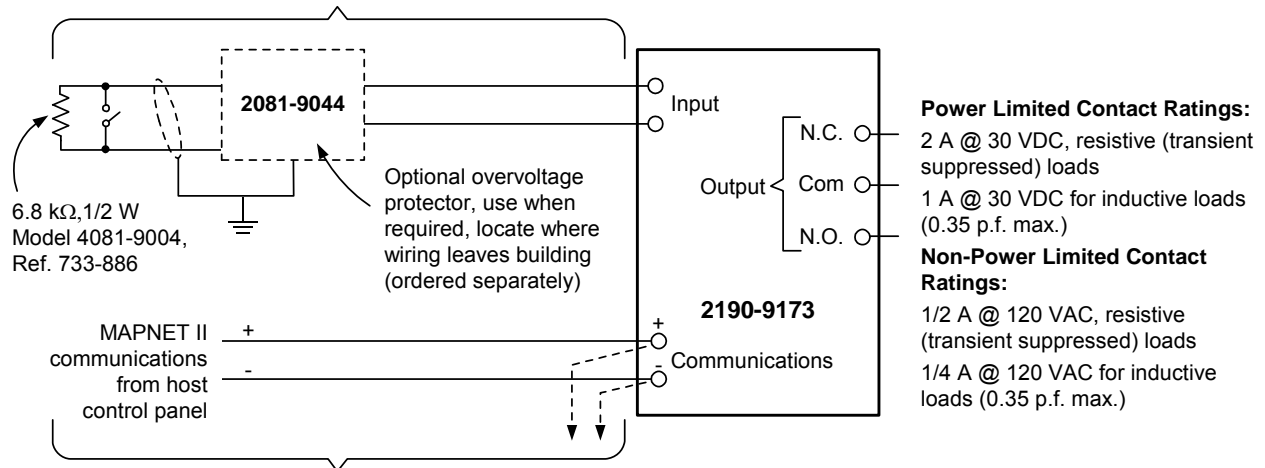 2081-9044
6.8 kΩ,1/2 W
Model 4081-9004,
Ref. 733-886
Optional overvoltage
protector, use when
required, locate where
wiring leaves building
(ordered separately)
MAPNET II
communications
from host
control panel
+
-
Input
Output
N.C.
Com
N.O.
2190-9173
+
-
Communications
Power Limited Contact Ratings:
2 A @ 30 VDC, resistive (transient
suppressed) loads
1 A @ 30 VDC for inductive loads
(0.35 p.f. max.)
Non-Power Limited Contact
Ratings:
1/2 A @ 120 VAC, resistive
(transient suppressed) loads
1/4 A @ 120 VAC for inductive
loads (0.35 p.f. max.)